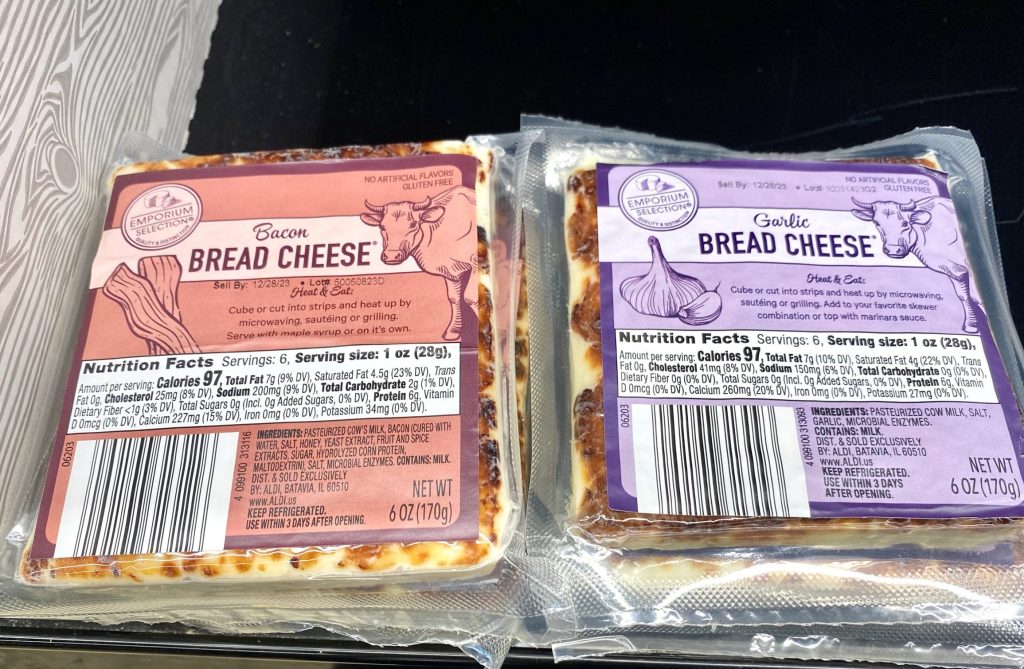 NO ARTIFICIAL FLAVORS
GLUTEN FREE
EMPORIUM
SELECTION®
QUALITY & DISTINCTION
Bacon
BREAD CHEESE®
Sell By: 12/28/23 • Lot# 50050825D
Heat & Eat:
Cube or cut into strips and heat up by
microwaving, sautéing or grilling.
Serve with maple syrup or on it's own.
Nutrition Facts Servings: 6, Serving size: 1 oz (28g),
Amount per serving: Calories 97, Total Fat 7g (9% DV), Saturated Fat 4.5g (23% DV), Trans
Fat 0g, Cholesterol 25mg (8% DV), Sodium 200mg (9% DV), Total Carbohydrate 2g (1% DV),
Dietary Fiber <1g (3% DV), Total Sugars 0g (Incl. 0g Added Sugars, 0% DV), Protein 6g, Vitamin
D 0mcg (0% DV), Calcium 227mg (15% DV), Iron 0mg (0% DV), Potassium 34mg (0% DV).
06203
4 099100 313116
INGREDIENTS: PASTEURIZED COW'S MILK, BACON (CURED WITH
WATER, SALT, HONEY, YEAST EXTRACT, FRUIT AND SPICE
EXTRACTS, SUGAR, HYDROLYZED CORN PROTEIN,
MALTODEXTRIN), SALT, MICROBIAL ENZYMES. CONTAINS: MILK.
DIST. & SOLD EXCLUSIVELY
BY: ALDI, BATAVIA, IL 60510
www.ALDI.us
KEEP REFRIGERATED.
USE WITHIN 3 DAYS AFTER OPENING.
NET WT
6 OZ (170g)
Sell By: 12/28/23 • Lot# 50031423G2
NO ARTIFICIAL FLAVORS
GLUTEN FREE
EMPORIUM
SELECTION®
QUALITY & DISTINCTION
Garlic
BREAD CHEESE®
Heat & Eat:
Cube or cut into strips and heat up by microwaving,
sautéing or grilling. Add to your favorite skewer
combination or top with marinara sauce.
Nutrition Facts Servings: 6, Serving size: 1 oz (28g),
Amount per serving: Calories 97, Total Fat 7g (10% DV), Saturated Fat 4g (22% DV), Trans
Fat 0g, Cholesterol 41mg (8% DV), Sodium 150mg (6% DV), Total Carbohydrate 0g (0% DV),
Dietary Fiber 0g (0% DV), Total Sugars 0g (Incl. 0g Added Sugars, 0% DV), Protein 6g, Vitamin
D 0mcg (0% DV), Calcium 260mg (20% DV), Iron 0mg (0% DV), Potassium 27mg (0% DV).
06203
4 099100 313093
INGREDIENTS: PASTEURIZED COW MILK, SALT,
GARLIC, MICROBIAL ENZYMES.
CONTAINS: MILK.
DIST. & SOLD EXCLUSIVELY
BY: ALDI, BATAVIA, IL 60510
www.ALDI.us
KEEP REFRIGERATED.
USE WITHIN 3 DAYS
AFTER OPENING.
NET WT
6 OZ (170g)